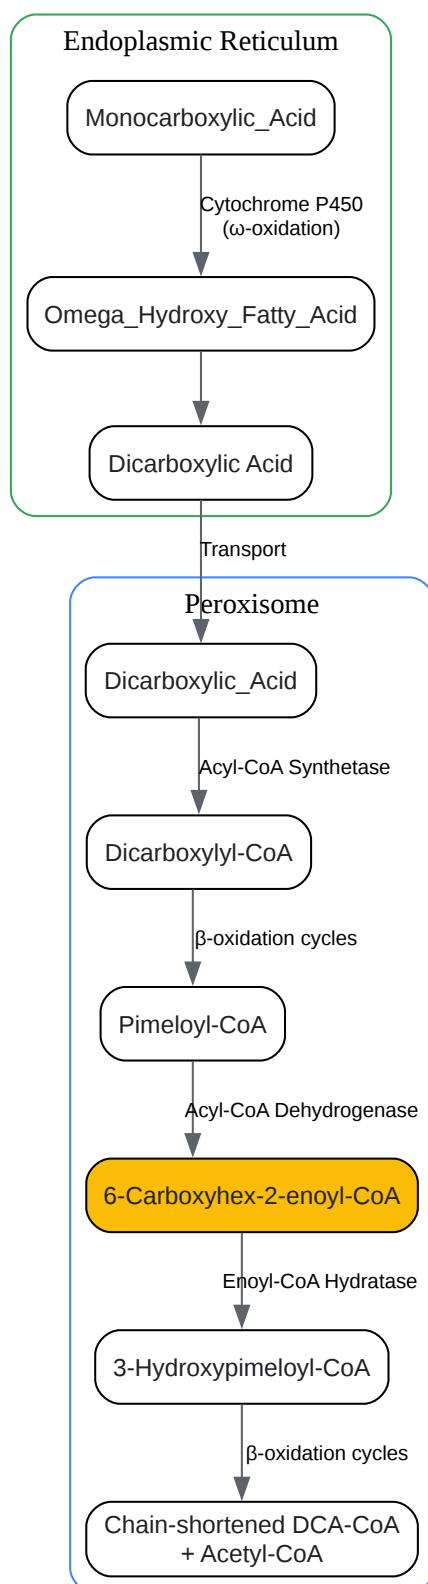 Endoplasmic Reticulum
Monocarboxylic_Acid
Cytochrome P450
(ω-oxidation)
Omega_Hydroxy_Fatty_Acid
Dicarboxylic Acid
Transport
Peroxisome
Dicarboxylic_Acid
Acyl-CoA Synthetase
Dicarboxylyl-CoA
β-oxidation cycles
Pimeloyl-CoA
Acyl-CoA Dehydrogenase
6-Carboxyhex-2-enoyl-CoA
Enoyl-CoA Hydratase
3-Hydroxypimeloyl-CoA
β-oxidation cycles
Chain-shortened DCA-CoA
+ Acetyl-CoA